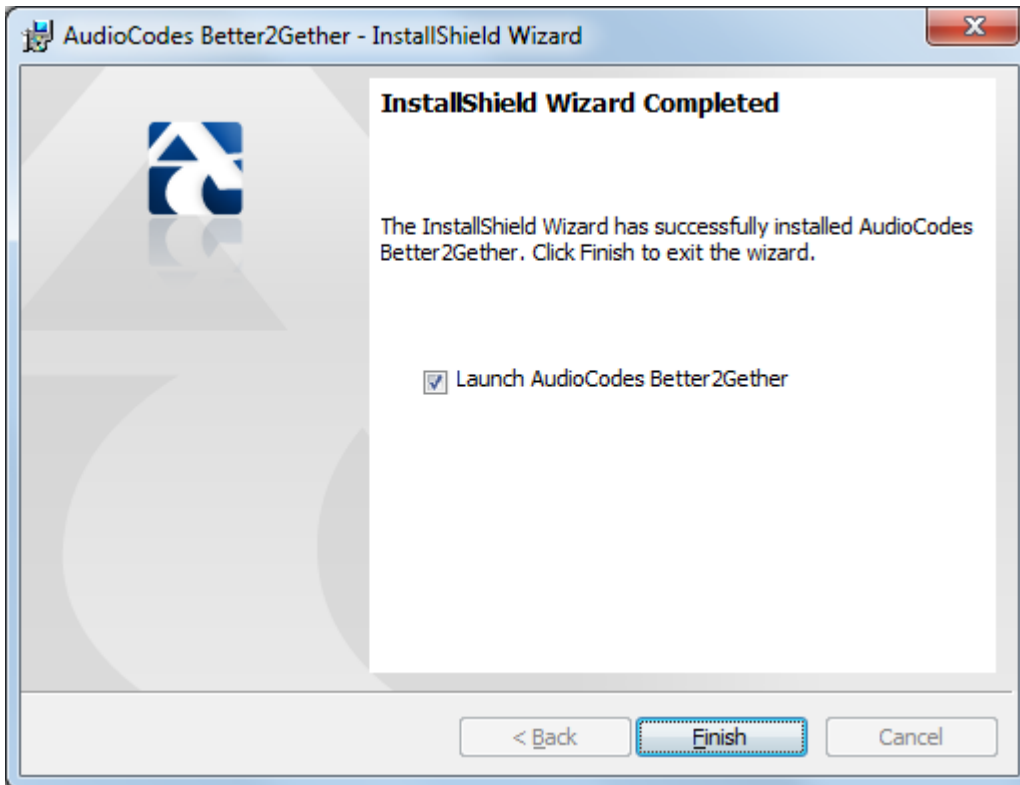 AudioCodes Better2Gether - InstallShield Wizard
InstallShield Wizard Completed
The InstallShield Wizard has successfully installed AudioCodes
Better2Gether. Click Finish to exit the wizard.
Launch AudioCodes Better2Gether
< Back Finish Cancel